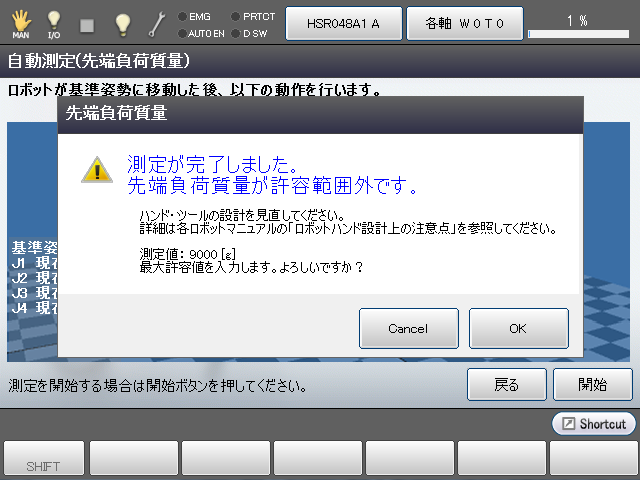 MAN
I/O
EMG
AUTOEN
PRTCT
DSW
HSR048A1 A
各軸 W0T0
1 %
自動測定(先端負荷質量)
ロボットが基準姿勢に移動した後、以下の動作を行います。
先端負荷質量
測定が完了しました。
先端負荷質量が許容範囲外です。
ハンド・ツールの設計を見直してください。
詳細は各ロボットマニュアルの「ロボットハンド設計上の注意点」を参照してください。
測定値: 9000 [g]
最大許容値を入力します。よろしいですか?
基準姿
J1 現在
J2 現在
J3 現在
J4 現在
Cancel
OK
測定を開始する場合は開始ボタンを押してください。
戻る
開始
Shortcut
SHIFT